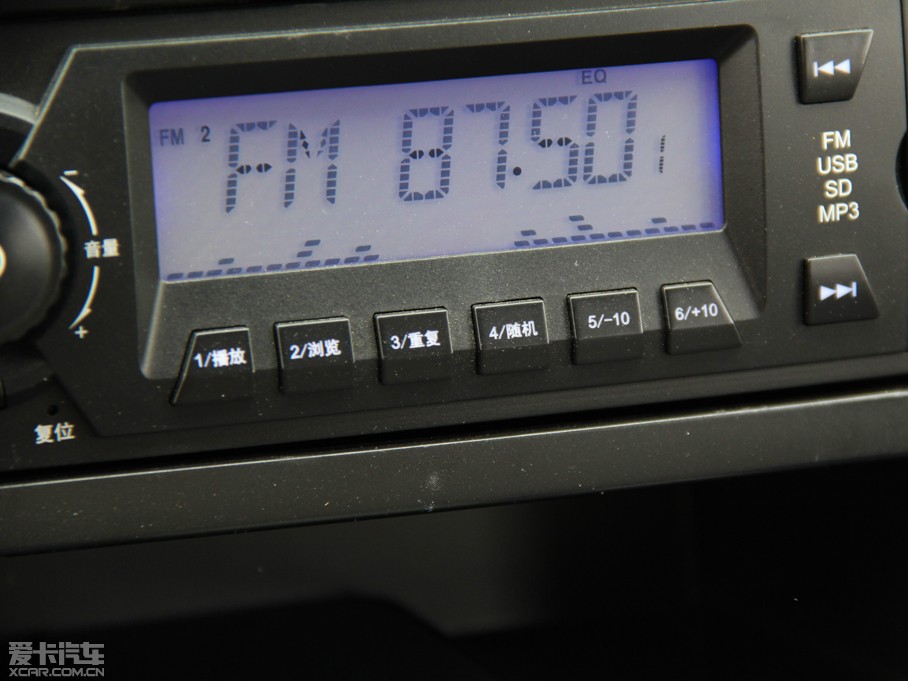 EQ
FM 2 FM 87.50 1
FM
USB
SD
MP3
-
音量
+
1/播放 2/浏览 3/重复 4/随机 5/-10 6/+10
复位
爱卡汽车
XCAR.COM.CN